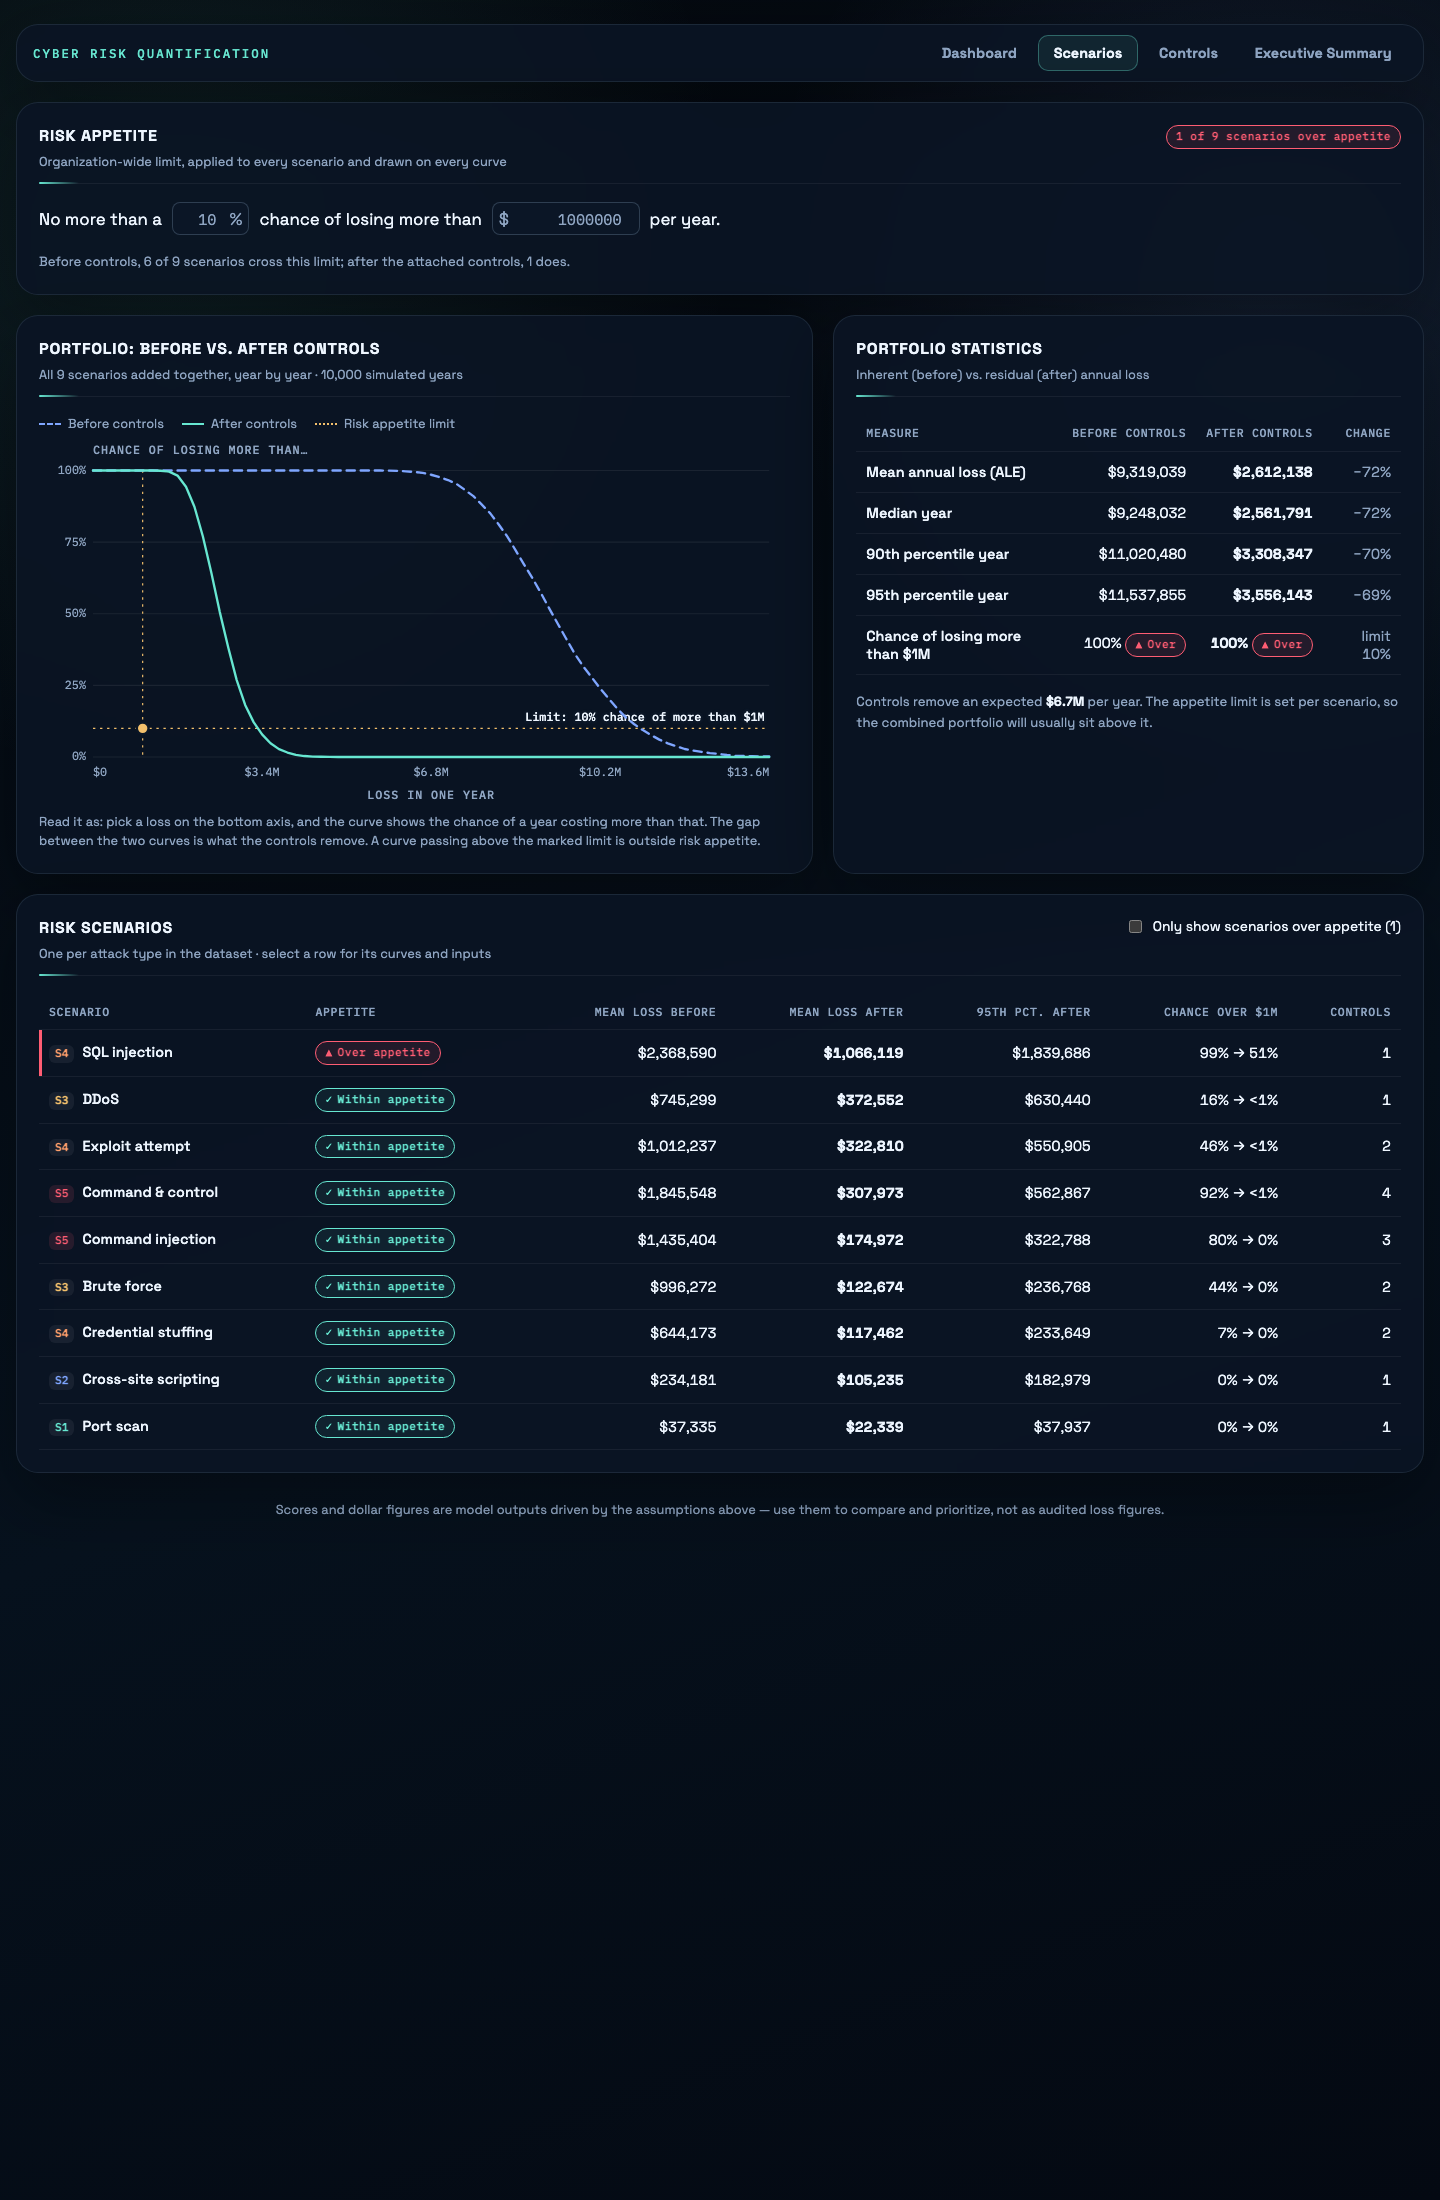 CYBER RISK QUANTIFICATION
Dashboard Scenarios Controls Executive Summary
RISK APPETITE
1 of 9 scenarios over appetite
Organization-wide limit, applied to every scenario and drawn on every curve
No more than a 10 % chance of losing more than $ 1000000 per year.
Before controls, 6 of 9 scenarios cross this limit; after the attached controls, 1 does.
PORTFOLIO: BEFORE VS. AFTER CONTROLS
All 9 scenarios added together, year by year · 10,000 simulated years
Before controls After controls Risk appetite limit
CHANCE OF LOSING MORE THAN…
100%
75%
50%
25%
Limit: 10% chance of more than $1M
0%
$0 $3.4M $6.8M $10.2M $13.6M
LOSS IN ONE YEAR
Read it as: pick a loss on the bottom axis, and the curve shows the chance of a year costing more than that. The gap
between the two curves is what the controls remove. A curve passing above the marked limit is outside risk appetite.
PORTFOLIO STATISTICS
Inherent (before) vs. residual (after) annual loss
MEASURE BEFORE CONTROLS AFTER CONTROLS CHANGE
Mean annual loss (ALE) $9,319,039 $2,612,138 −72%
Median year $9,248,032 $2,561,791 −72%
90th percentile year $11,020,480 $3,308,347 −70%
95th percentile year $11,537,855 $3,556,143 −69%
Chance of losing more
than $1M
100% ▲ Over 100% ▲ Over
limit
10%
Controls remove an expected $6.7M per year. The appetite limit is set per scenario, so
the combined portfolio will usually sit above it.
RISK SCENARIOS
Only show scenarios over appetite (1)
One per attack type in the dataset · select a row for its curves and inputs
SCENARIO APPETITE MEAN LOSS BEFORE MEAN LOSS AFTER 95TH PCT. AFTER CHANCE OVER $1M CONTROLS
S4 SQL injection ▲ Over appetite $2,368,590 $1,066,119 $1,839,686 99% → 51% 1
S3 DDoS ✓ Within appetite $745,299 $372,552 $630,440 16% → <1% 1
S4 Exploit attempt ✓ Within appetite $1,012,237 $322,810 $550,905 46% → <1% 2
S5 Command & control ✓ Within appetite $1,845,548 $307,973 $562,867 92% → <1% 4
S5 Command injection ✓ Within appetite $1,435,404 $174,972 $322,788 80% → 0% 3
S3 Brute force ✓ Within appetite $996,272 $122,674 $236,768 44% → 0% 2
S4 Credential stuffing ✓ Within appetite $644,173 $117,462 $233,649 7% → 0% 2
S2 Cross-site scripting ✓ Within appetite $234,181 $105,235 $182,979 0% → 0% 1
S1 Port scan ✓ Within appetite $37,335 $22,339 $37,937 0% → 0% 1
Scores and dollar figures are model outputs driven by the assumptions above — use them to compare and prioritize, not as audited loss figures.